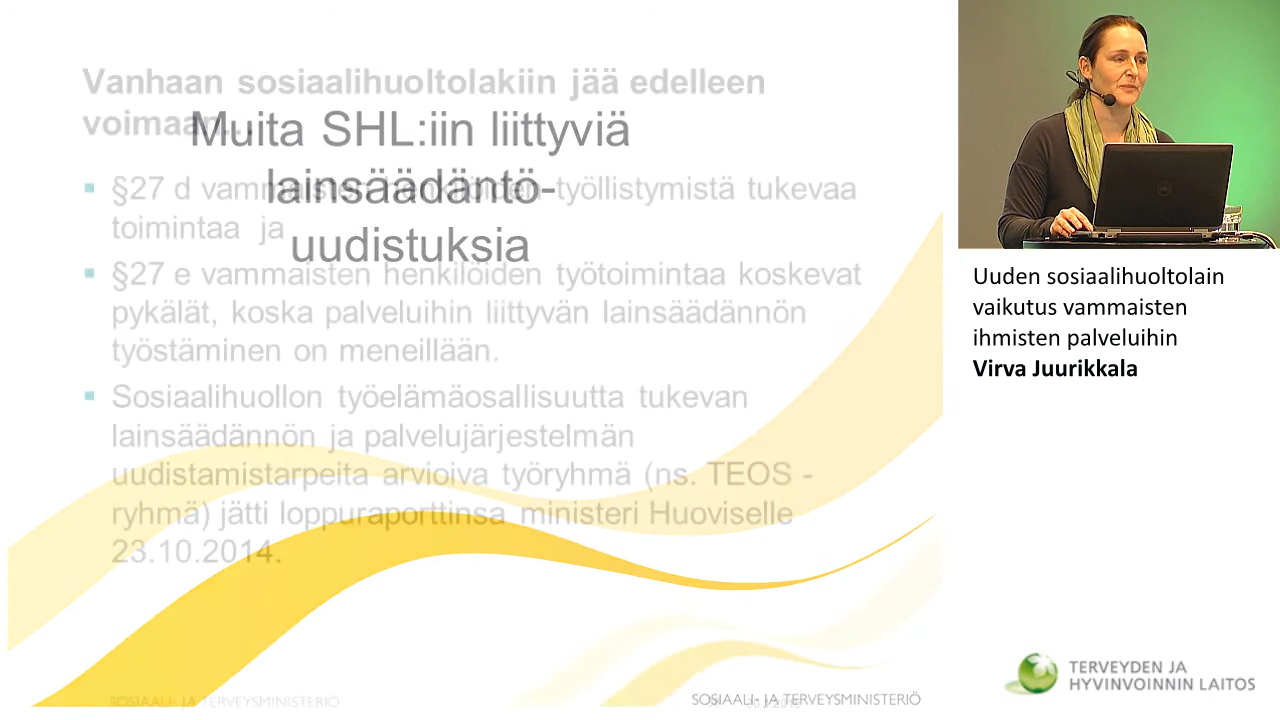 Vanhaan sosiaalihuoltolakiin jää edelleen
voimaan...
Muita SHL:iin liittyviä
lainsäädäntö-
uudistuksia
§27 d vammaisten henkilöiden työllistymistä tukevaa
toimintaa ja
§27 e vammaisten henkilöiden työtoimintaa koskevat
pykälät, koska palveluihin liittyvän lainsäädännön
työstäminen on meneillään.
Sosiaalihuollon työelämäosallisuutta tukevan
lainsäädännön ja palvelujärjestelmän
uudistamistarpeita arvioiva työryhmä (ns. TEOS -
ryhmä) jätti loppuraporttinsa ministeri Huoviselle
23.10.2014.
SOSIAALI- JA TERVEYSMINISTERIÖ
SOSIAALI- JA TERVEYSMINISTERIÖ
Uuden sosiaalihuoltolain
vaikutus vammaisten
ihmisten palveluihin
Virva Juurikkala
TERVEYDEN JA
HYVINVOINNIN LAITOS